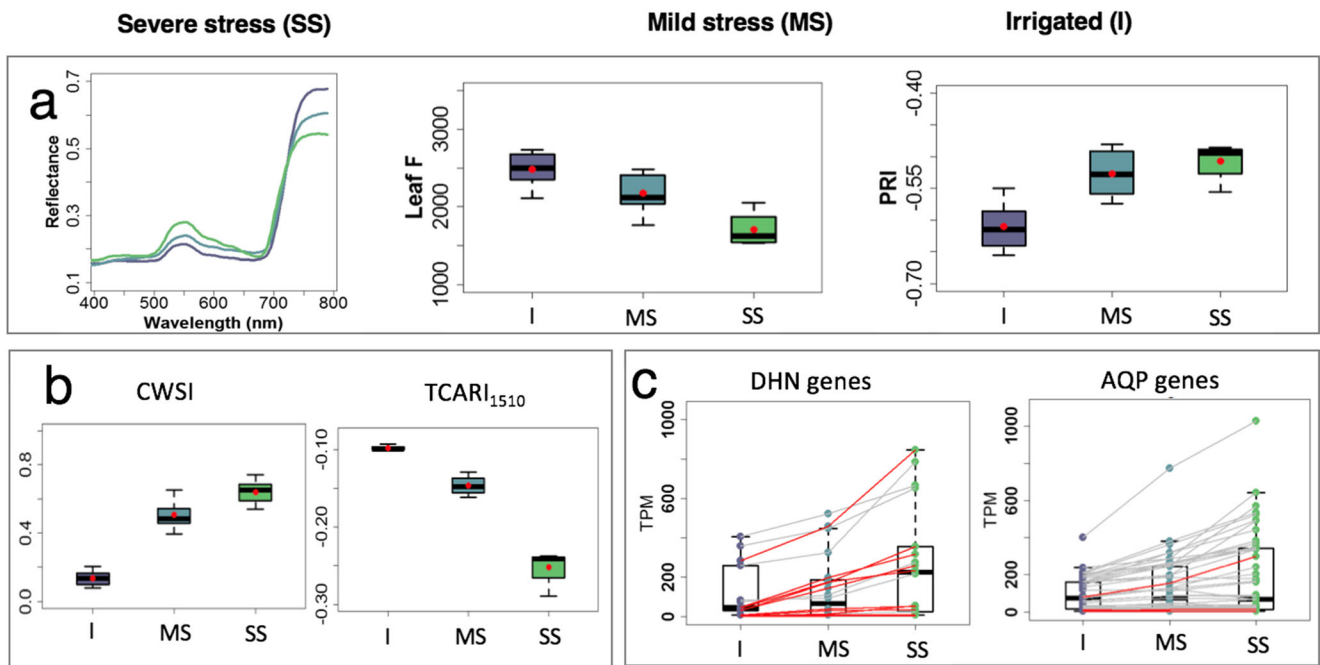 Severe stress (SS)
Mild stress (MS)
Irrigated (I)
a
Reflectance
0.7
0.5
0.3
0.1
400 500 600 700 800
Wavelength (nm)
Leaf F
3000
2000
1000
I MS SS
PRI
-0.40
-0.55
-0.70
I MS SS
b
CWSI
0.8
0.4
0.0
I MS SS
TCARI1510
-0.10
-0.20
-0.30
I MS SS
c
DHN genes
TPM
1000
600
200
0
I MS SS
AQP genes
TPM
1000
600
200
0
I MS SS